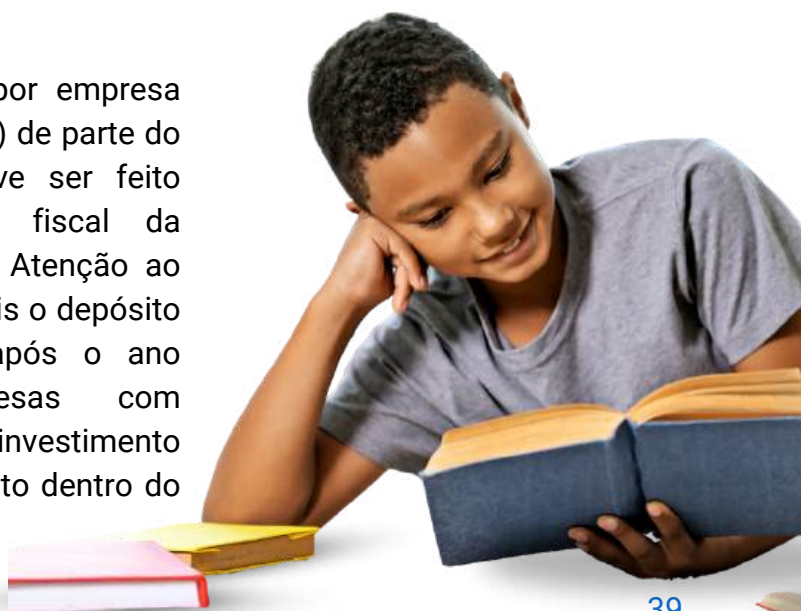 por empresa
) de parte do
ve ser feito
fiscal da
Atenção ao
is o depósito
após o ano
esas com
investimento
to dentro do
39